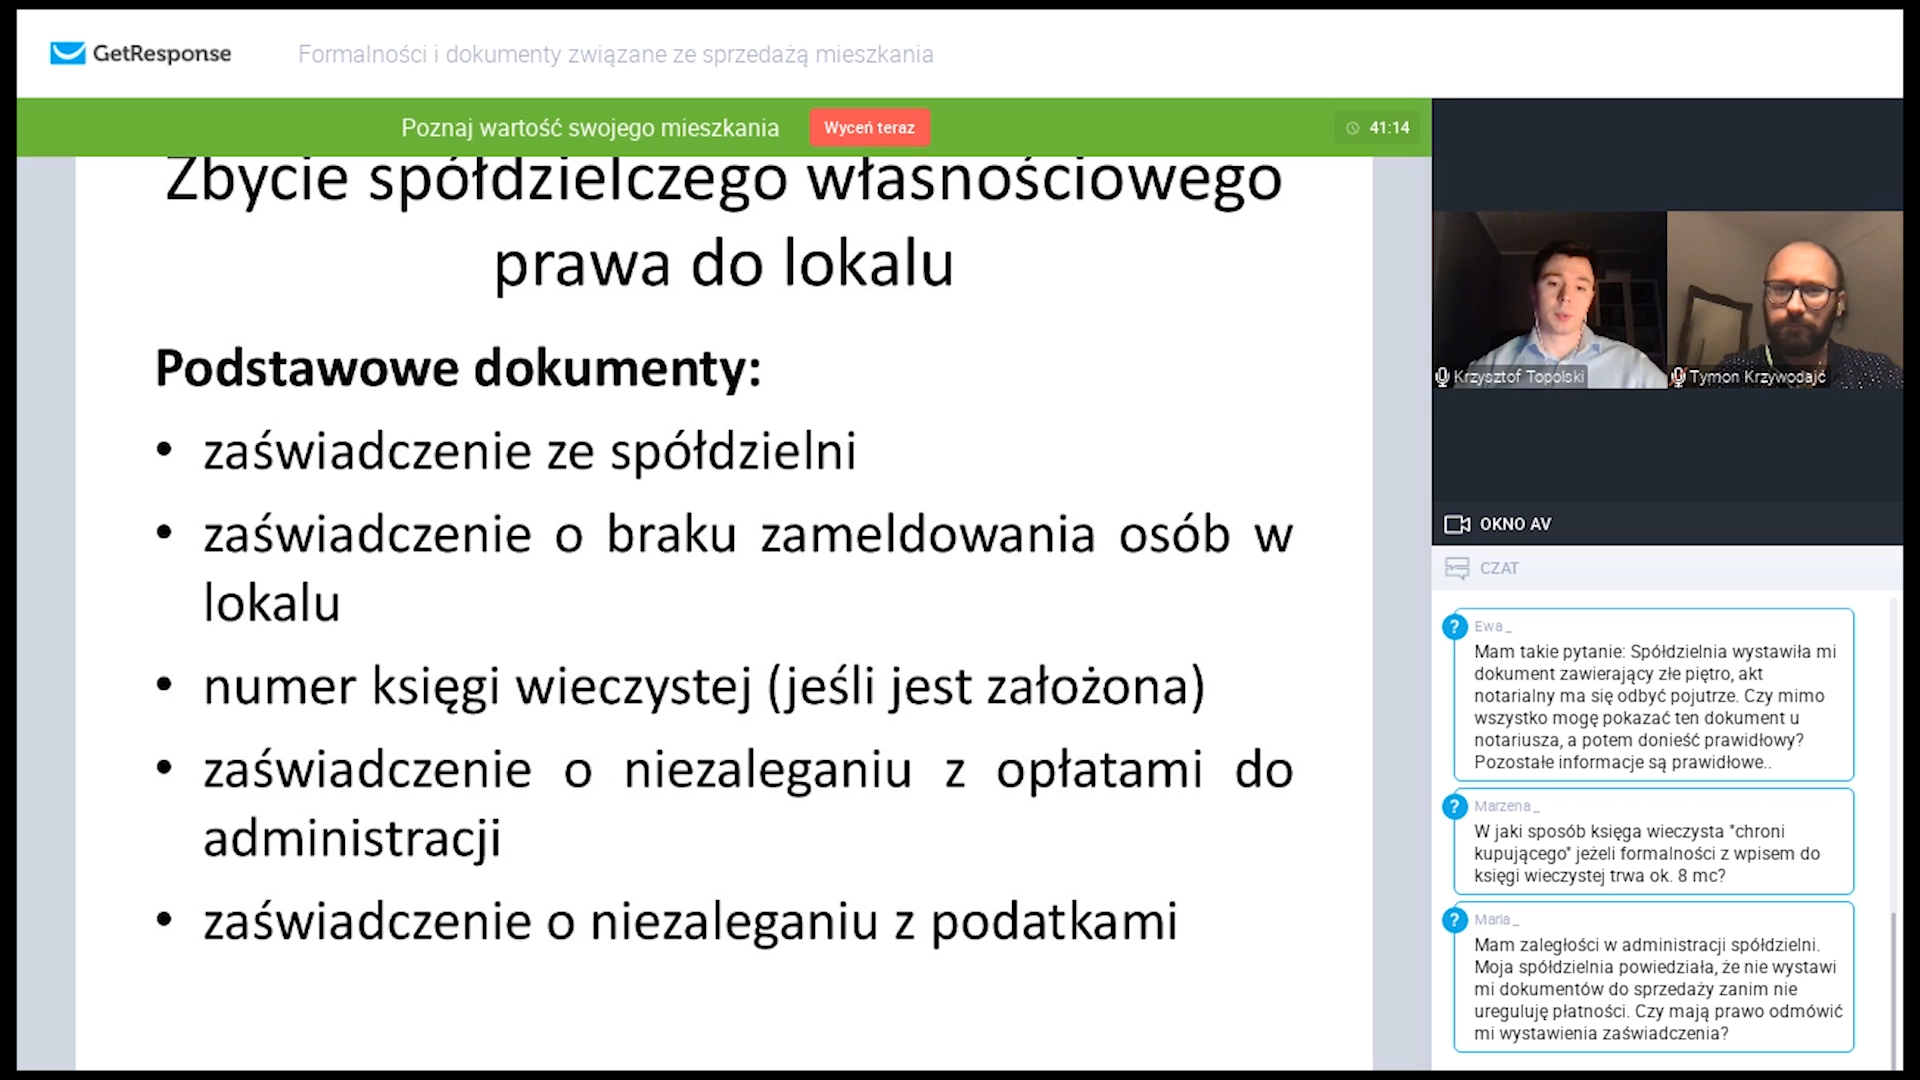 GetResponse
Formalności i dokumenty związane ze sprzedażą mieszkania
Poznaj wartość swojego mieszkania
Wyceń teraz
41:14
Zbycie spółdzielczego własnościowego
prawa do lokalu
Podstawowe dokumenty:
• zaświadczenie ze spółdzielni
• zaświadczenie o braku zameldowania osób w
lokalu
• numer księgi wieczystej (jeśli jest założona)
• zaświadczenie o niezaleganiu z opłatami do
administracji
• zaświadczenie o niezaleganiu z podatkami
Krzysztof Topolski
Tymon Krzywodajć
OKNO AV
CZAT
? Ewa_
Mam takie pytanie: Spółdzielnia wystawiła mi
dokument zawierający złe piętro, akt
notarialny ma się odbyć pojutrze. Czy mimo
wszystko mogę pokazać ten dokument u
notariusza, a potem donieść prawidłowy?
Pozostałe informacje są prawidłowe..
? Marzena_
W jaki sposób księga wieczysta "chroni
kupującego" jeżeli formalności z wpisem do
księgi wieczystej trwa ok. 8 mc?
? Maria_
Mam zaległości w administracji spółdzielni.
Moja spółdzielnia powiedziała, że nie wystawi
mi dokumentów do sprzedaży zanim nie
ureguluję płatności. Czy mają prawo odmówić
mi wystawienia zaświadczenia?